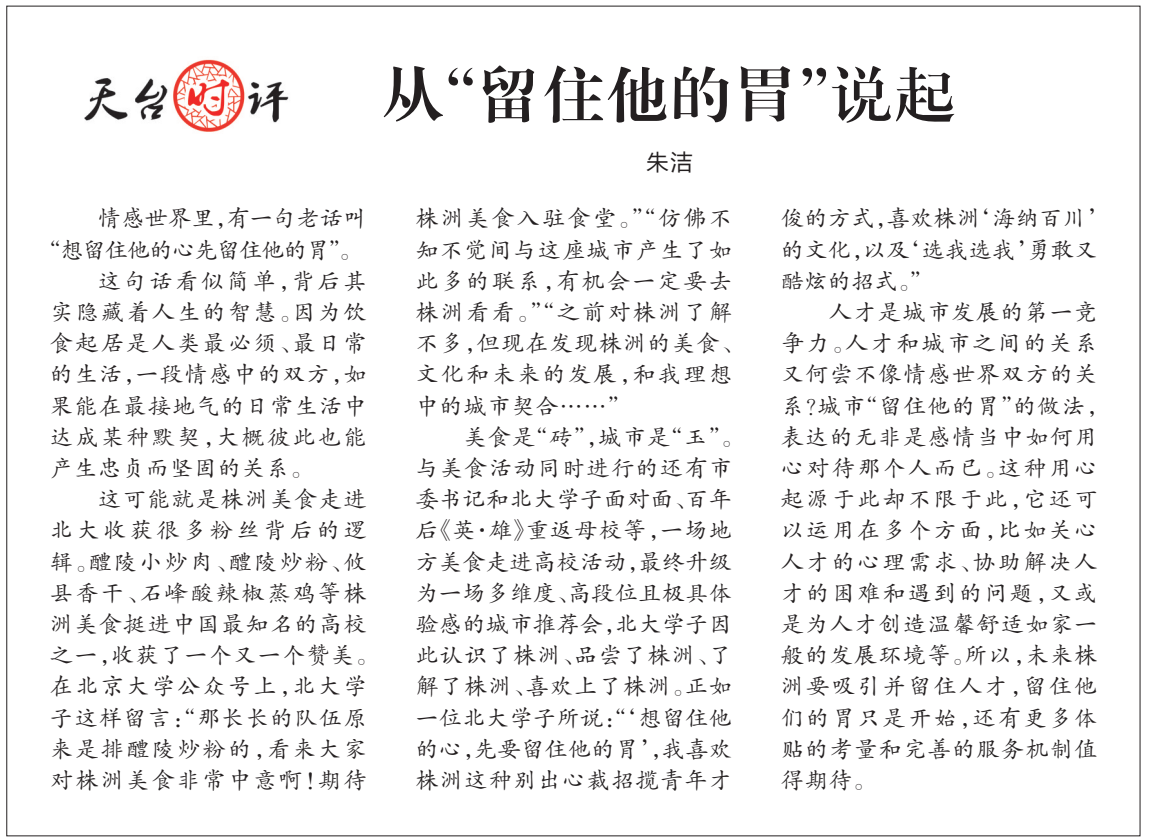 天台时评
从“留住他的胃”说起
朱洁
情感世界里,有一句老话叫
“想留住他的心先留住他的胃”。
这句话看似简单,背后其
实隐藏着人生的智慧。因为饮
食起居是人类最必须、最日常
的生活,一段情感中的双方,如
果能在最接地气的日常生活中
达成某种默契,大概彼此也能
产生忠贞而坚固的关系。
这可能就是株洲美食走进
北大收获很多粉丝背后的逻
辑。醴陵小炒肉、醴陵炒粉、攸
县香干、石峰酸辣椒蒸鸡等株
洲美食挺进中国最知名的高校
之一,收获了一个又一个赞美。
在北京大学公众号上,北大学
子这样留言:“那长长的队伍原
来是排醴陵炒粉的,看来大家
对株洲美食非常中意啊!期待
株洲美食入驻食堂。”“仿佛不
知不觉间与这座城市产生了如
此多的联系,有机会一定要去
株洲看看。”“之前对株洲了解
不多,但现在发现株洲的美食、
文化和未来的发展,和我理想
中的城市契合……”
美食是“砖”,城市是“玉”。
与美食活动同时进行的还有市
委书记和北大学子面对面、百年
后《英·雄》重返母校等,一场地
方美食走进高校活动,最终升级
为一场多维度、高段位且极具体
验感的城市推荐会,北大学子因
此认识了株洲、品尝了株洲、了
解了株洲、喜欢上了株洲。正如
一位北大学子所说:“‘想留住他
的心,先要留住他的胃’,我喜欢
株洲这种别出心裁招揽青年才
俊的方式,喜欢株洲‘海纳百川’
的文化,以及‘选我选我’勇敢又
酷炫的招式。”
人才是城市发展的第一竞
争力。人才和城市之间的关系
又何尝不像情感世界双方的关
系?城市“留住他的胃”的做法,
表达的无非是感情当中如何用
心对待那个人而已。这种用心
起源于此却不限于此,它还可
以运用在多个方面,比如关心
人才的心理需求、协助解决人
才的困难和遇到的问题,又或
是为人才创造温馨舒适如家一
般的发展环境等。所以,未来株
洲要吸引并留住人才,留住他
们的胃只是开始,还有更多体
贴的考量和完善的服务机制值
得期待。